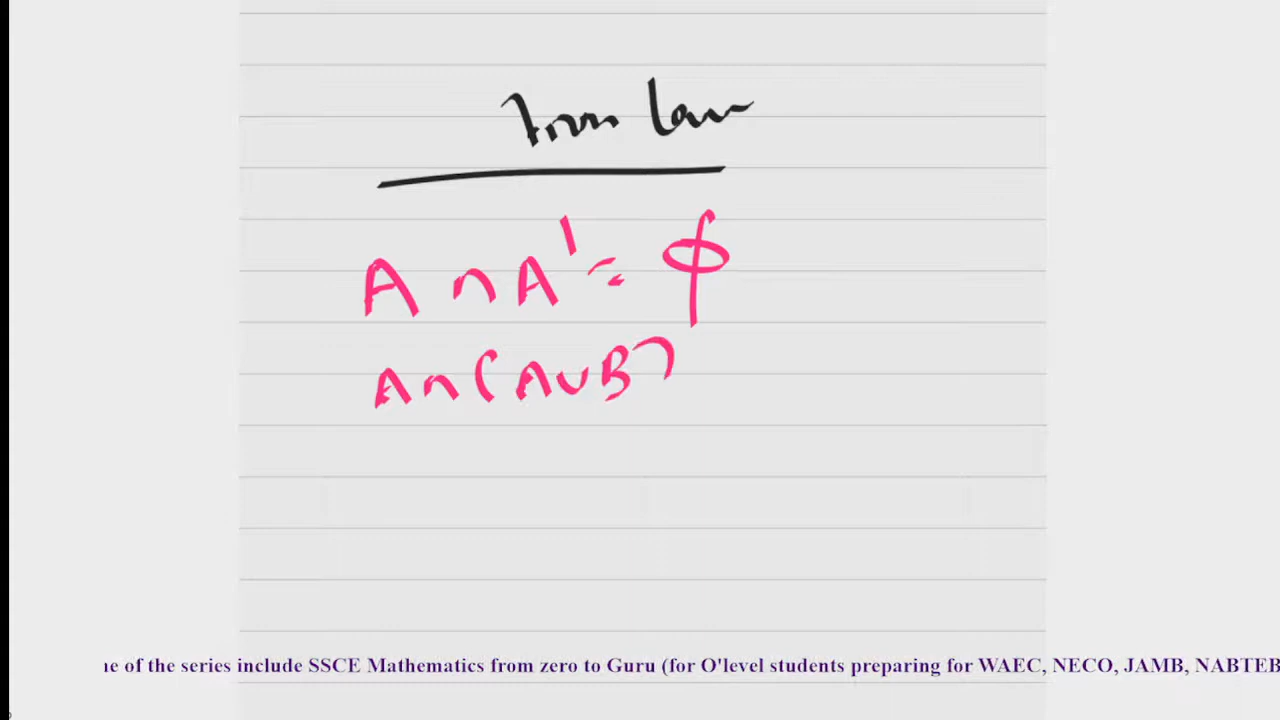 From law
A ∩ A' = φ
A ∩ (A ∪ B)
e of the series include SSCE Mathematics from zero to Guru (for O'level students preparing for WAEC, NECO, JAMB, NABTEB